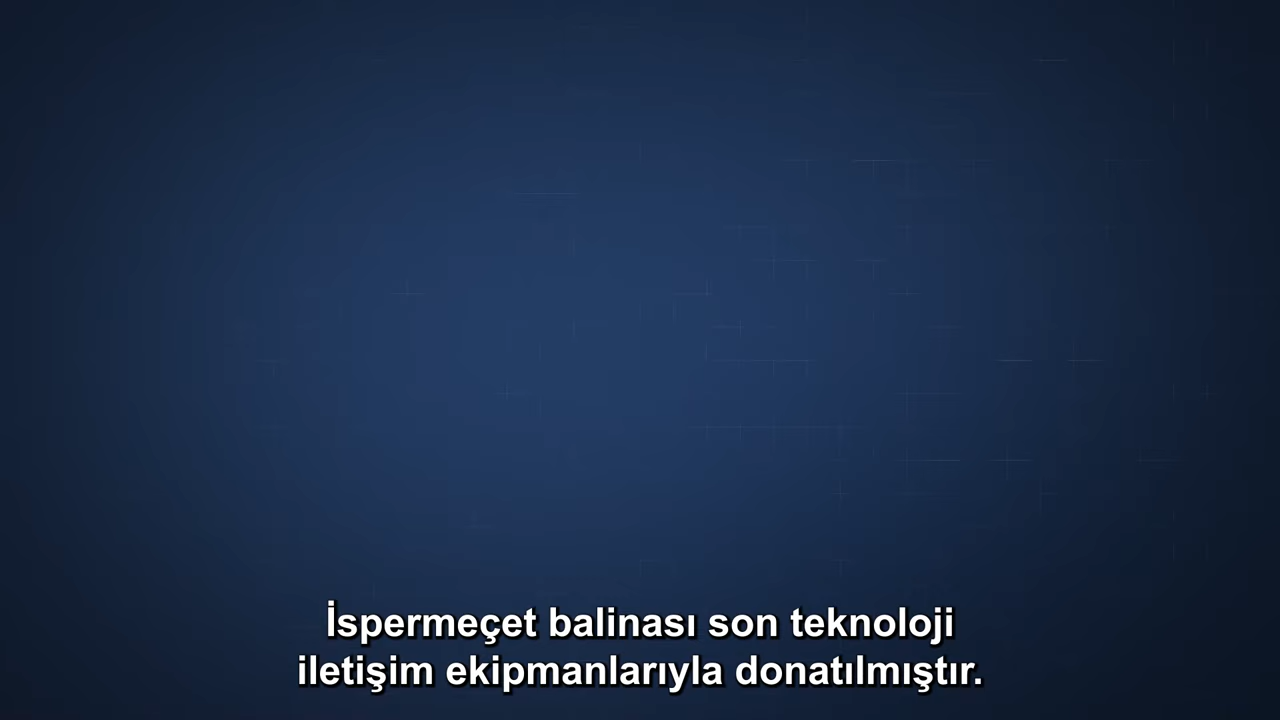 İspermeçet balinası son teknoloji
iletişim ekipmanlarıyla donatılmıştır.